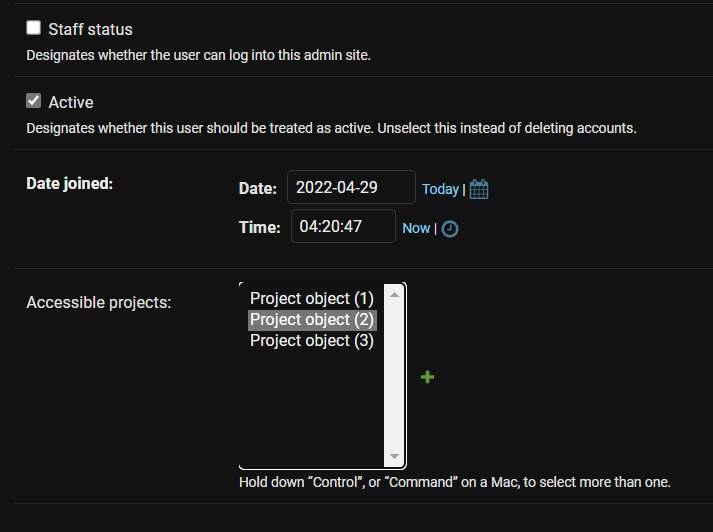 Staff status
Designates whether the user can log into this admin site.
Active
Designates whether this user should be treated as active. Unselect this instead of deleting accounts.
Date joined:
Date: 2022-04-29 Today |
Time: 04:20:47 Now |
Accessible projects:
Project object (1)
Project object (2)
Project object (3)
Hold down “Control”, or “Command” on a Mac, to select more than one.